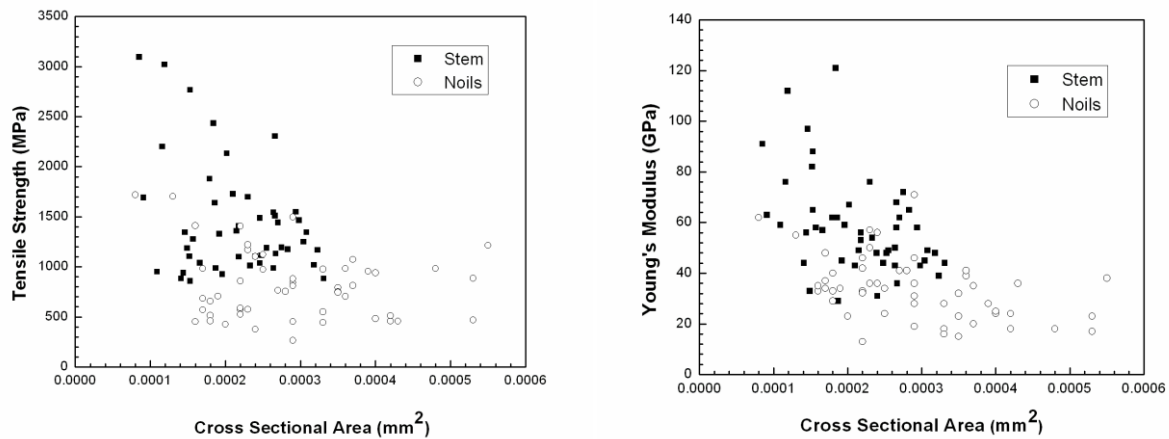 3500
3000
2500
2000
1500
1000
500
0
Tensile Strength (MPa)
Stem
Noils
0.0000 0.0001 0.0002 0.0003 0.0004 0.0005 0.0006
Cross Sectional Area (mm²)
140
120
100
80
60
40
20
0
Young's Modulus (GPa)
Stem
Noils
0.0000 0.0001 0.0002 0.0003 0.0004 0.0005 0.0006
Cross Sectional Area (mm²)